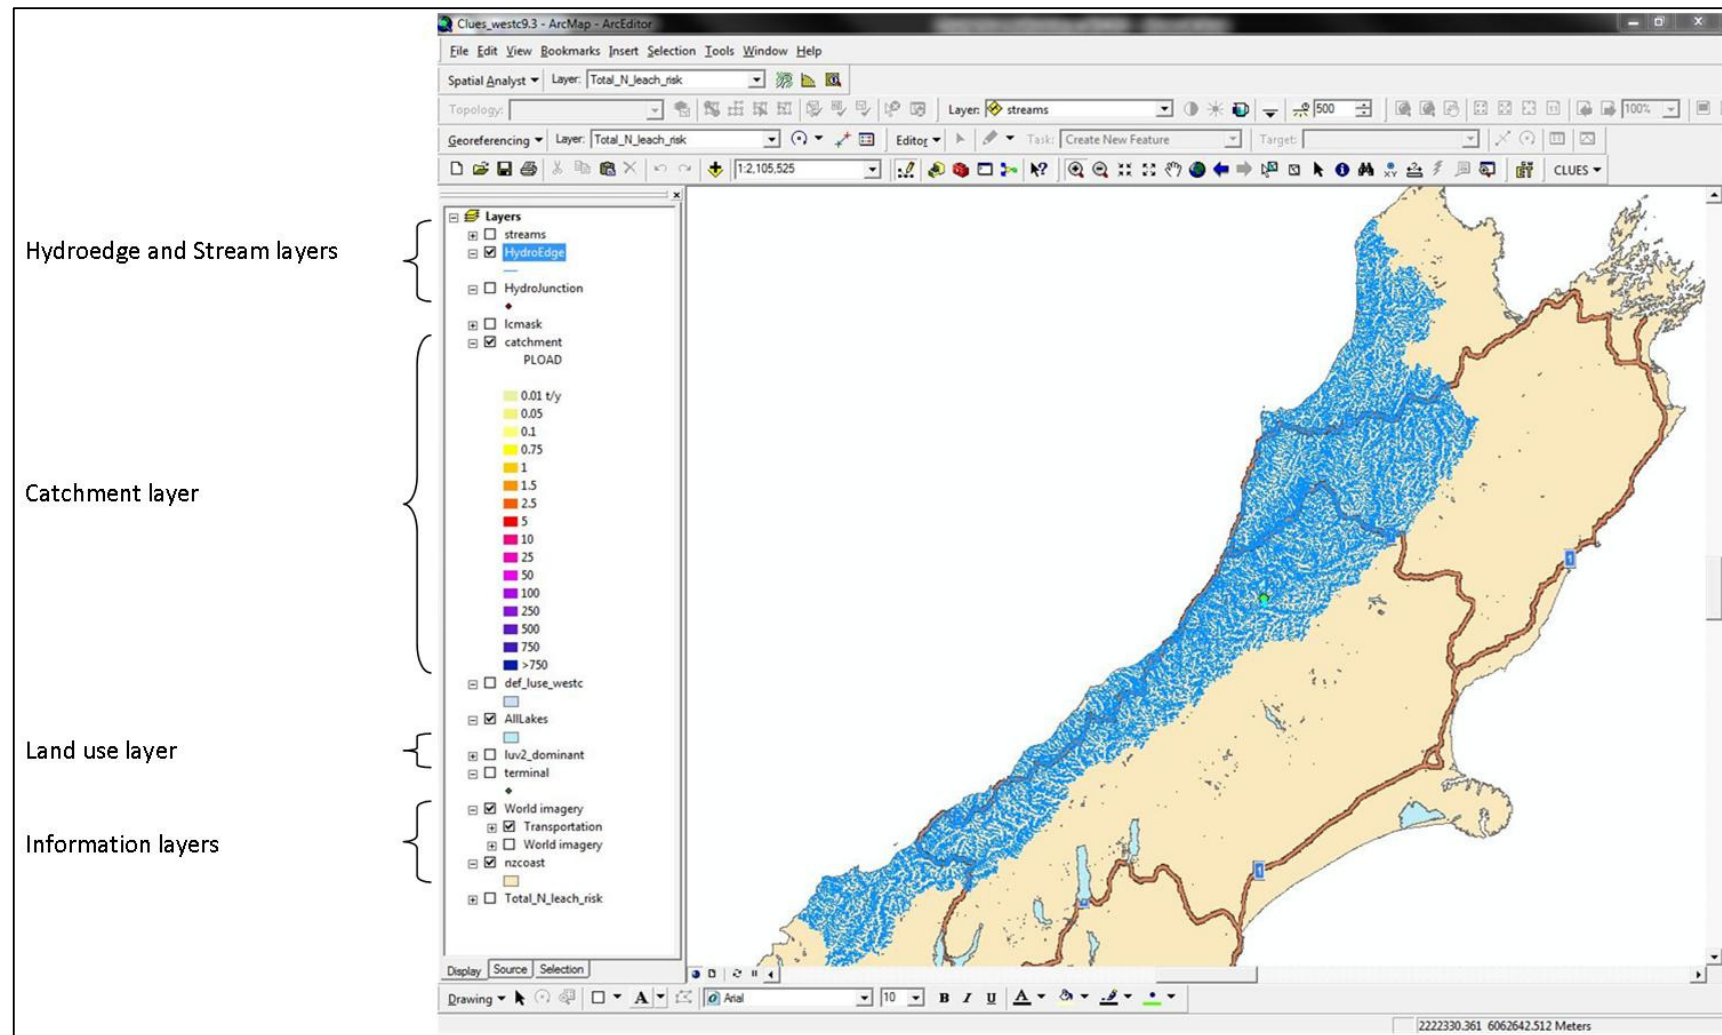 Clues_westc9.3 - ArcMap - ArcEditor
File Edit View Bookmarks Insert Selection Tools Window Help
Spatial Analyst Layer: Total_N_leach_risk
Topology: Layer: streams 500 100%
Georeferencing Layer: Total_N_leach_risk Editor Task: Create New Feature Target:
1:2,105,525 CLUES
Hydroedge and Stream layers
Catchment layer
Land use layer
Information layers
Layers
streams
HydroEdge
HydroJunction
lcmask
catchment
PLOAD
0.01 t/y
0.05
0.1
0.75
1
1.5
2.5
5
10
25
50
100
250
500
750
>750
def_luse_westc
AllLakes
luv2_dominant
terminal
World imagery
Transportation
World imagery
nzcoast
Total_N_leach_risk
1
1
Display Source Selection
Drawing A Arial 10 B I U A
2222330.361 6062642.512 Meters